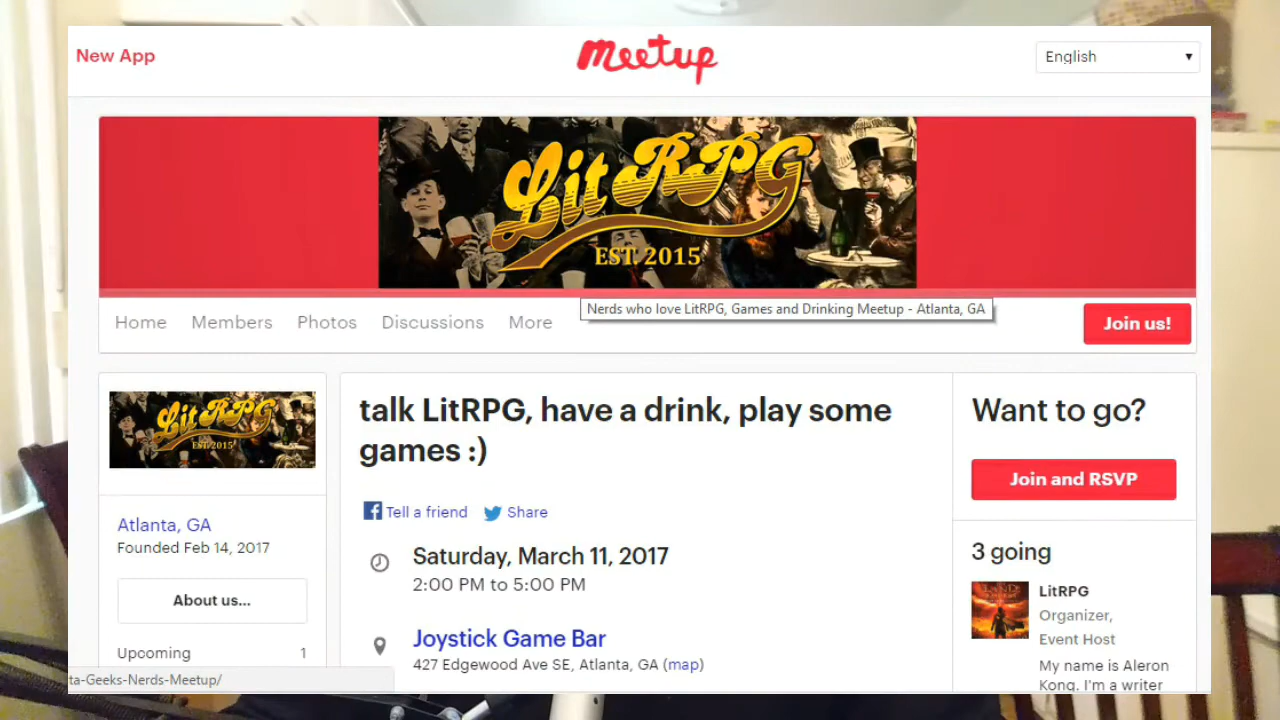 New App
Meetup
English
LitRPG
EST. 2015
Nerds who love LitRPG, Games and Drinking Meetup - Atlanta, GA
Home Members Photos Discussions More
Join us!
LitRPG
EST. 2015
Atlanta, GA
Founded Feb 14, 2017
About us...
Upcoming 1
ta-Geeks-Nerds-Meetup/
talk LitRPG, have a drink, play some
games :)
Tell a friend Share
Saturday, March 11, 2017
2:00 PM to 5:00 PM
Joystick Game Bar
427 Edgewood Ave SE, Atlanta, GA (map)
Want to go?
Join and RSVP
3 going
LitRPG
Organizer,
Event Host
My name is Aleron
Kong. I'm a writer